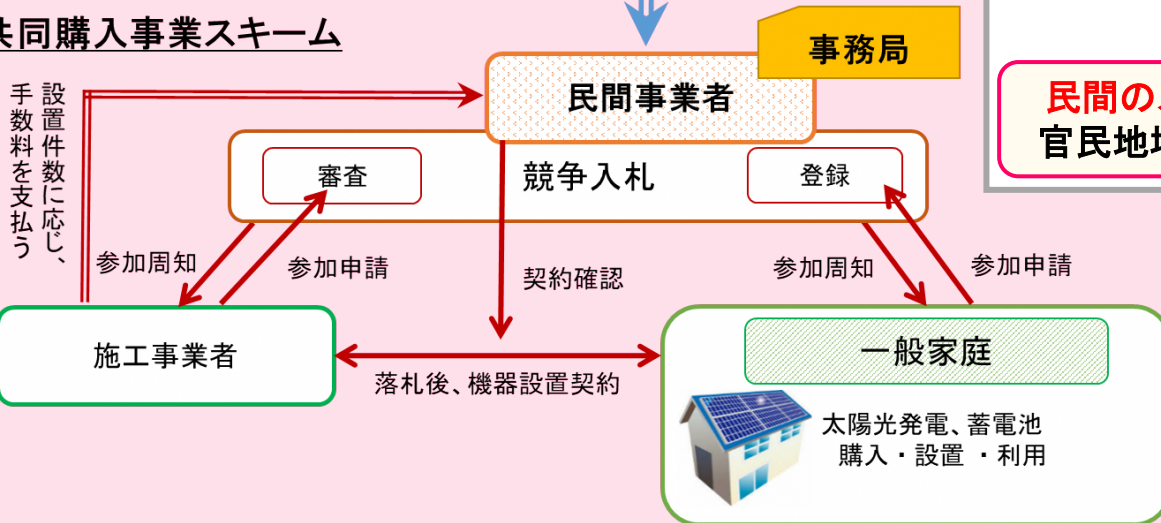 共同購入事業スキーム
事務局
民間事業者
民間の
官民地
設置件数に応じ、
手数料を支払う
審査
競争入札
登録
参加周知
参加申請
契約確認
参加周知
参加申請
施工事業者
落札後、機器設置契約
一般家庭
太陽光発電、蓄電池
購入・設置・利用